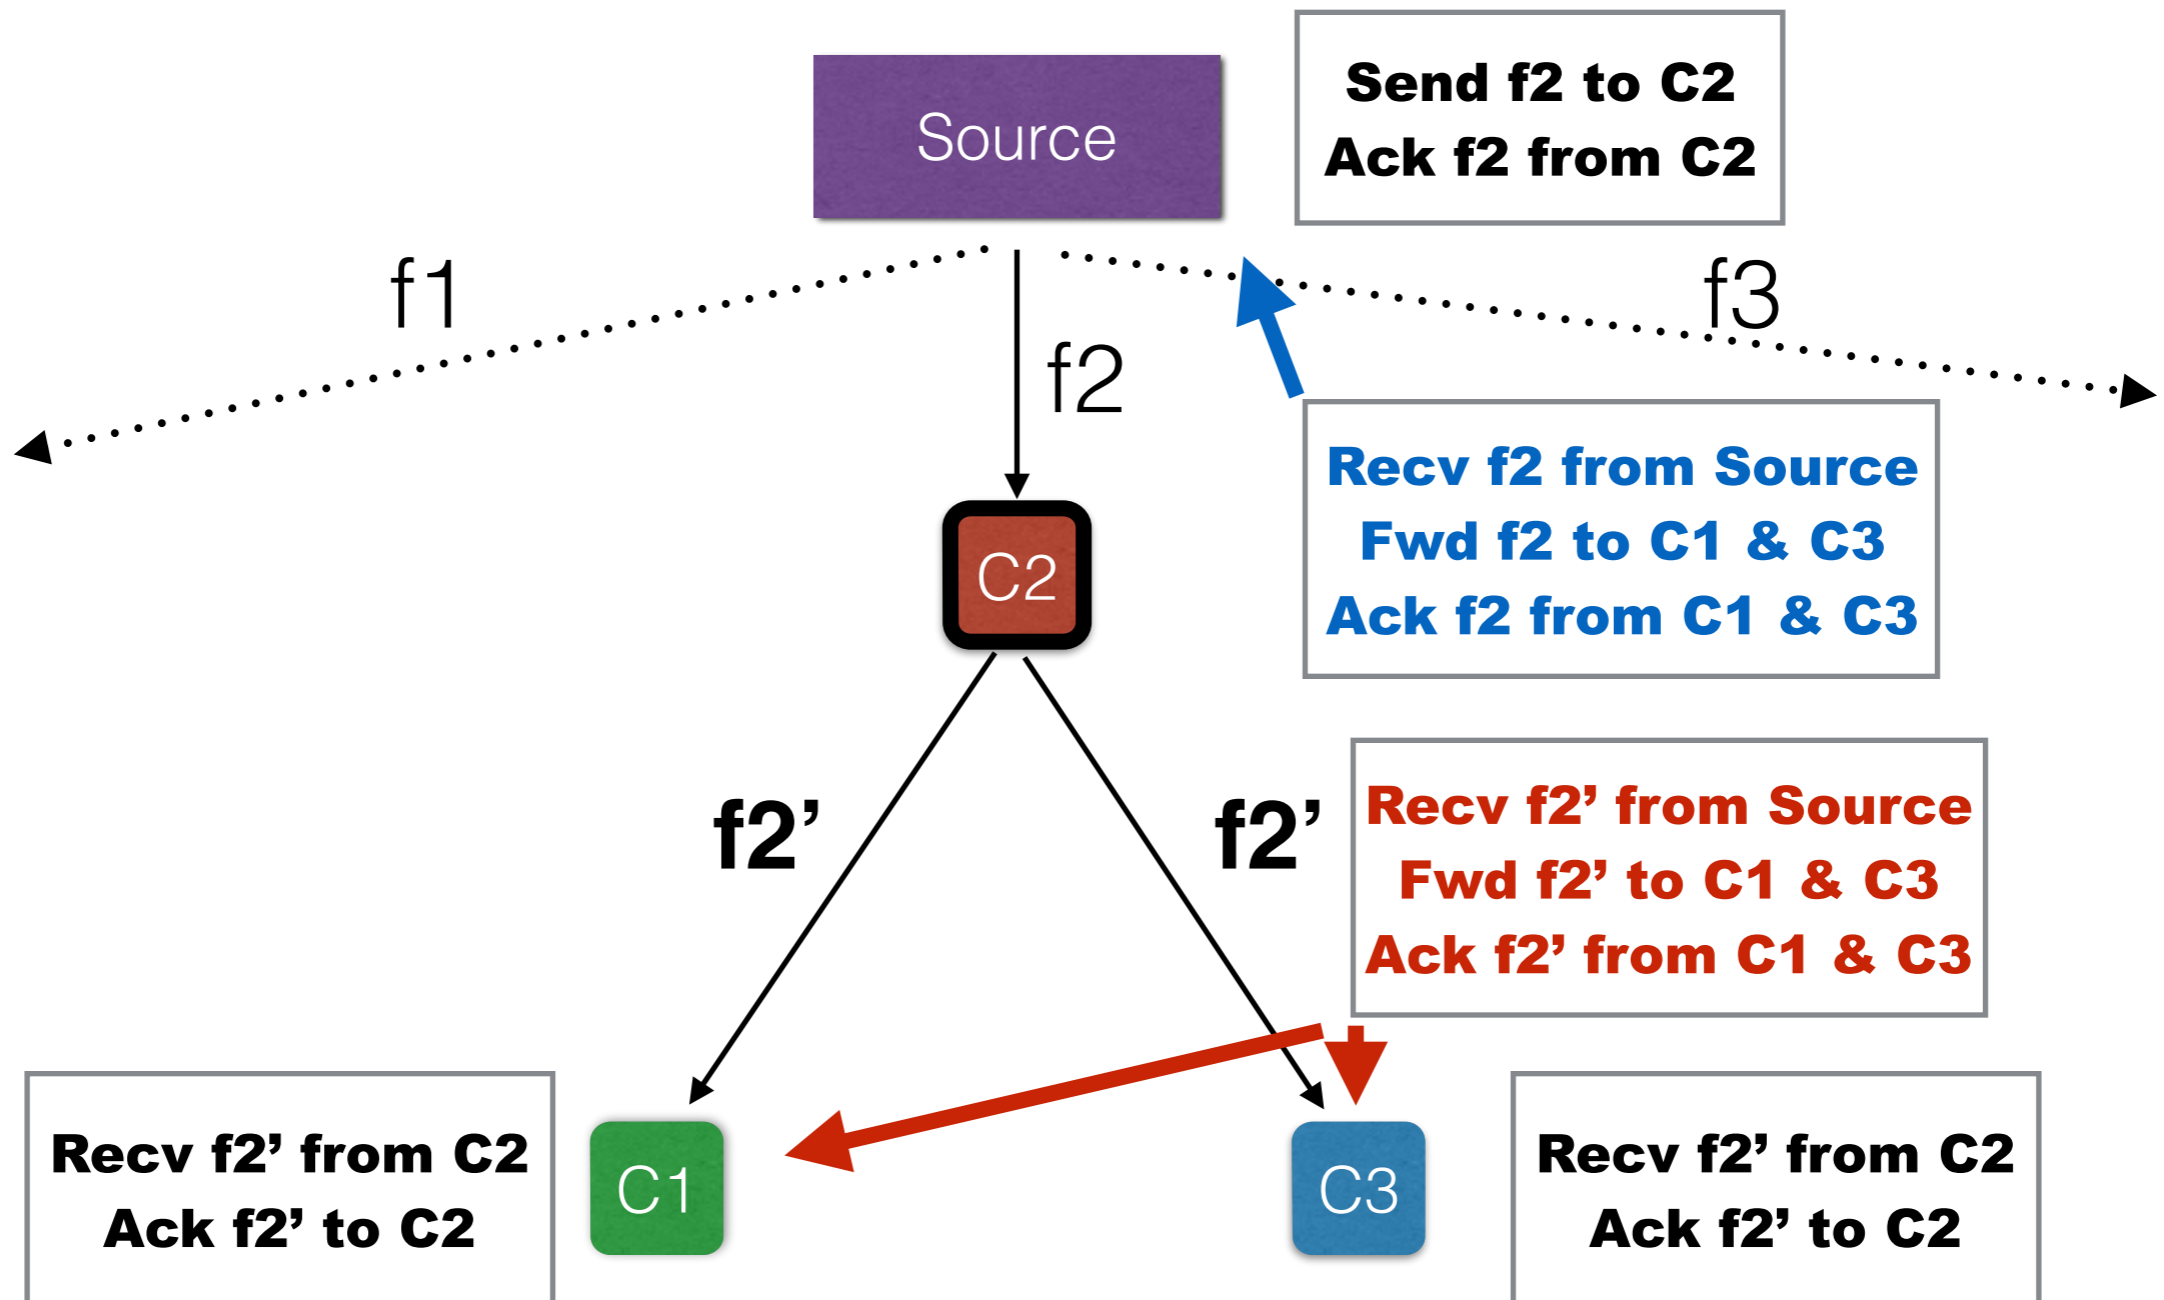 Source
Send f2 to C2
Ack f2 from C2
f1
f3
f2
Recv f2 from Source
Fwd f2 to C1 & C3
Ack f2 from C1 & C3
C2
f2’
f2’
Recv f2’ from Source
Fwd f2’ to C1 & C3
Ack f2’ from C1 & C3
Recv f2’ from C2
Ack f2’ to C2
C1
C3
Recv f2’ from C2
Ack f2’ to C2